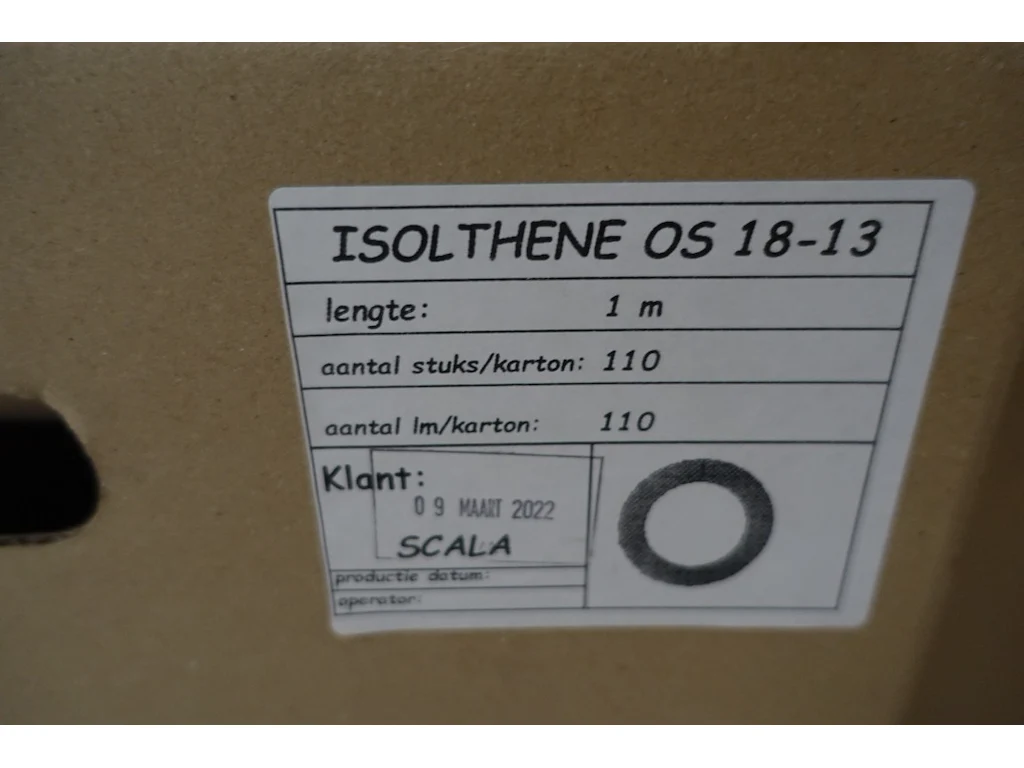 ISOLTHENE OS 18-13
lengte: 1 m
aantal stuks/karton: 110
aantal lm/karton: 110
Klant:
09 MAART 2022
SCALA
productie datum:
operator: